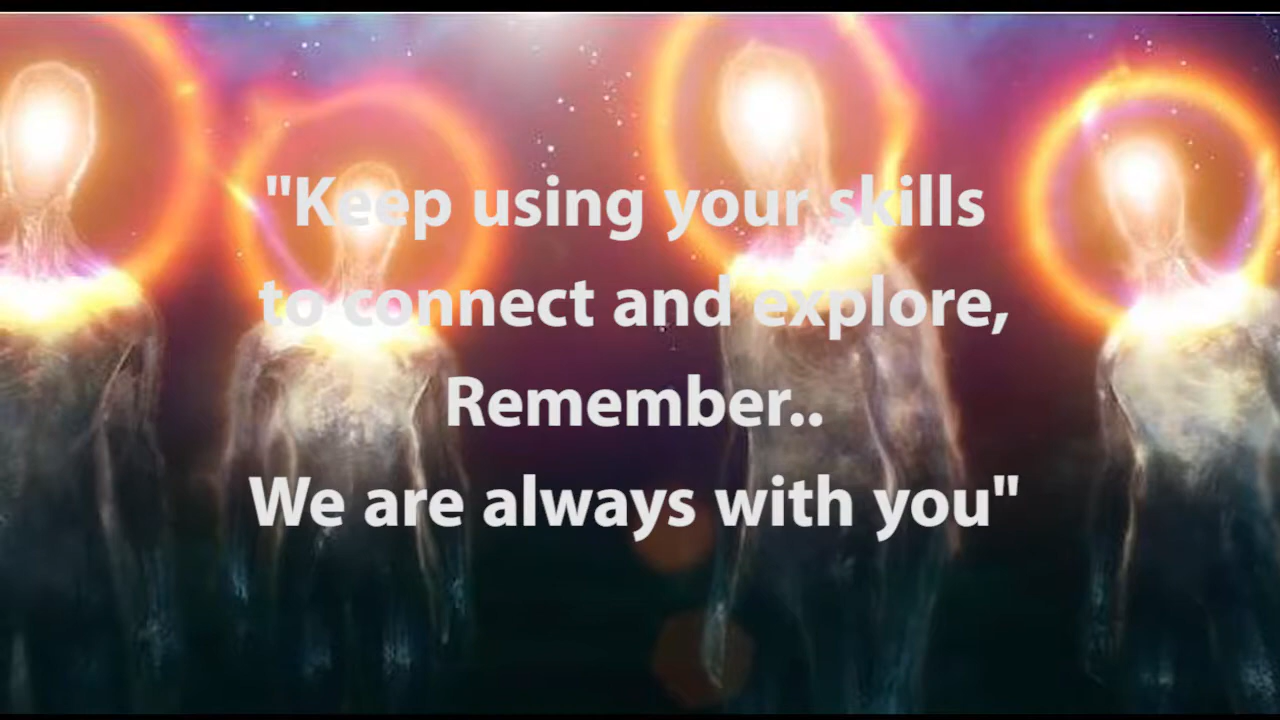 "Keep using your skills
to connect and explore,
Remember..
We are always with you"